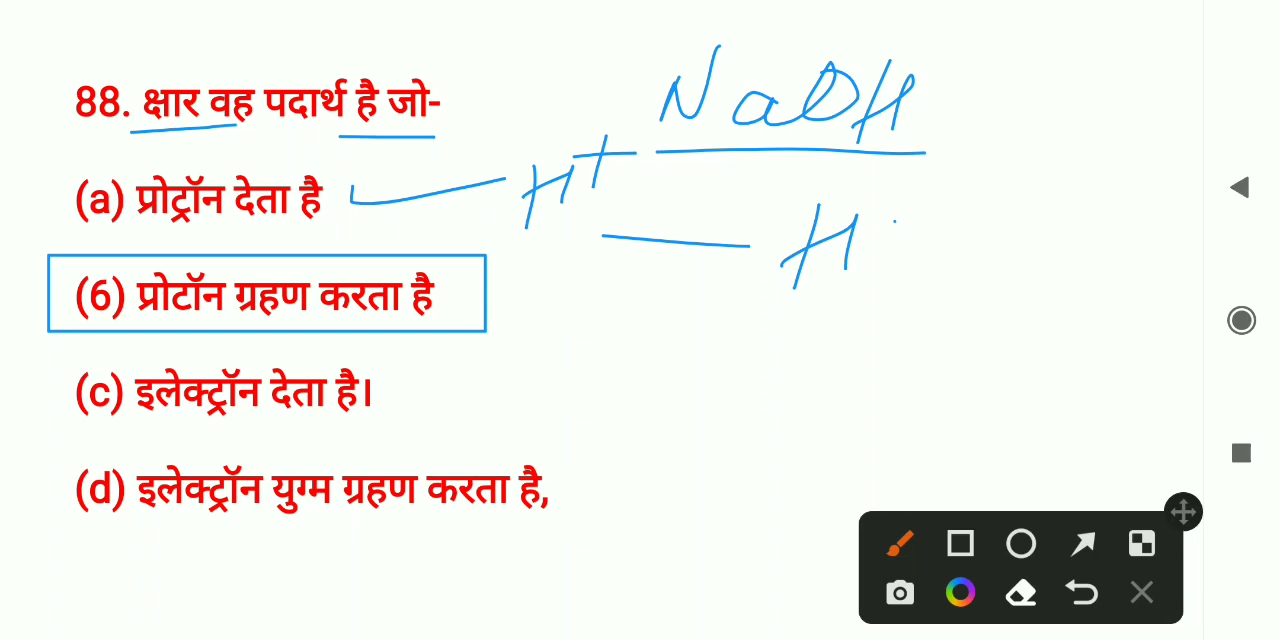 88. क्षार वह पदार्थ है जो-
NaOH
(a) प्रोट्रॉन देता है
H+
H
(6) प्रोटॉन ग्रहण करता है
(c) इलेक्ट्रॉन देता है।
(d) इलेक्ट्रॉन युग्म ग्रहण करता है,